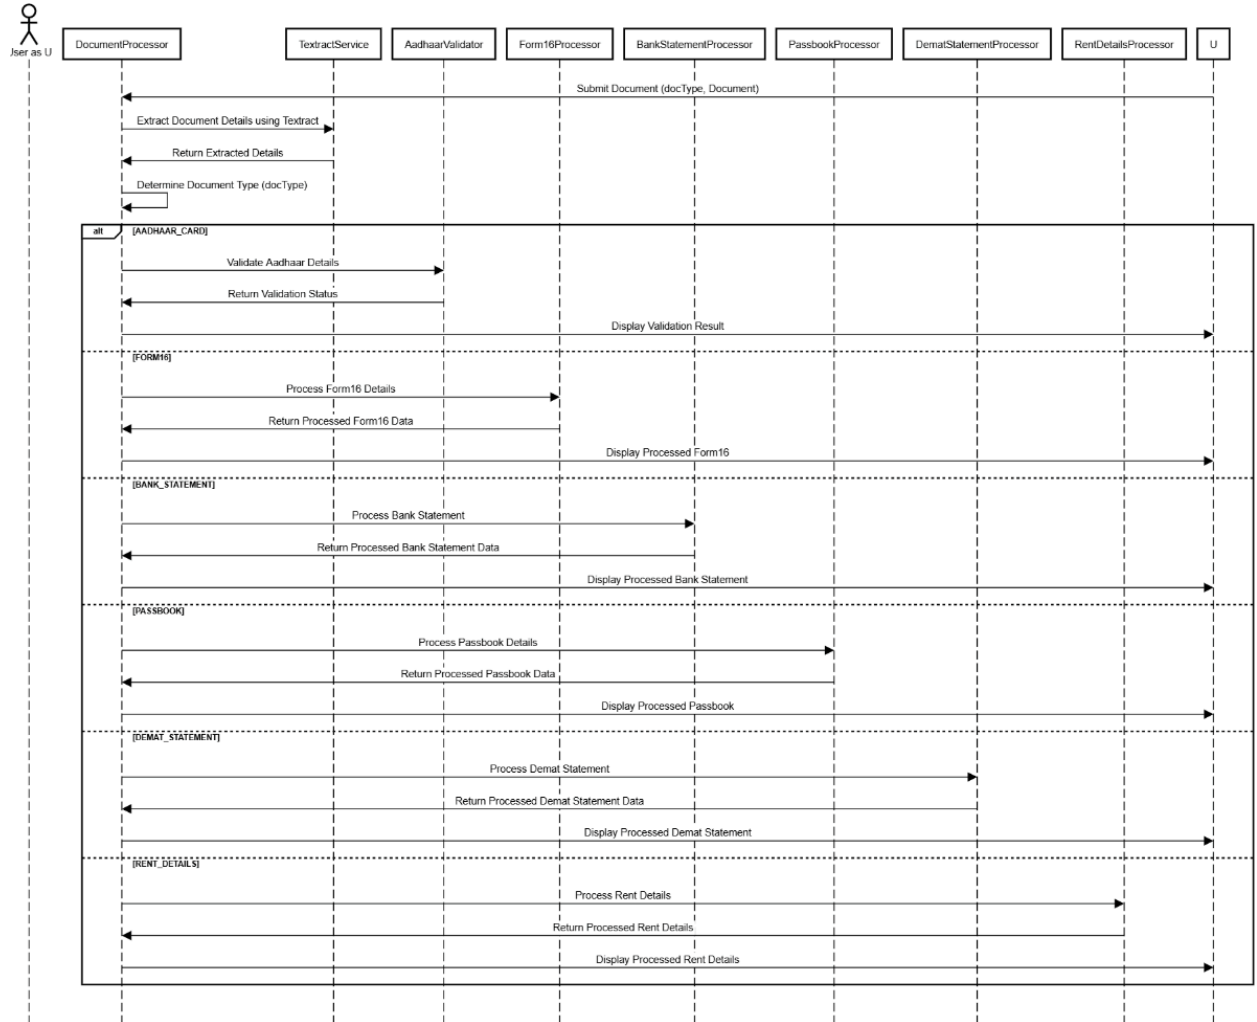 User as U
DocumentProcessor
TextractService
AadhaarValidator
Form16Processor
BankStatementProcessor
PassbookProcessor
DematStatementProcessor
RentDetailsProcessor
U
Submit Document (docType, Document)
Extract Document Details using Textract
Return Extracted Details
Determine Document Type (docType)
alt
[AADHAAR_CARD]
Validate Aadhaar Details
Return Validation Status
Display Validation Result
[FORM16]
Process Form16 Details
Return Processed Form16 Data
Display Processed Form16
[BANK_STATEMENT]
Process Bank Statement
Return Processed Bank Statement Data
Display Processed Bank Statement
[PASSBOOK]
Process Passbook Details
Return Processed Passbook Data
Display Processed Passbook
[DEMAT_STATEMENT]
Process Demat Statement
Return Processed Demat Statement Data
Display Processed Demat Statement
[RENT_DETAILS]
Process Rent Details
Return Processed Rent Details
Display Processed Rent Details